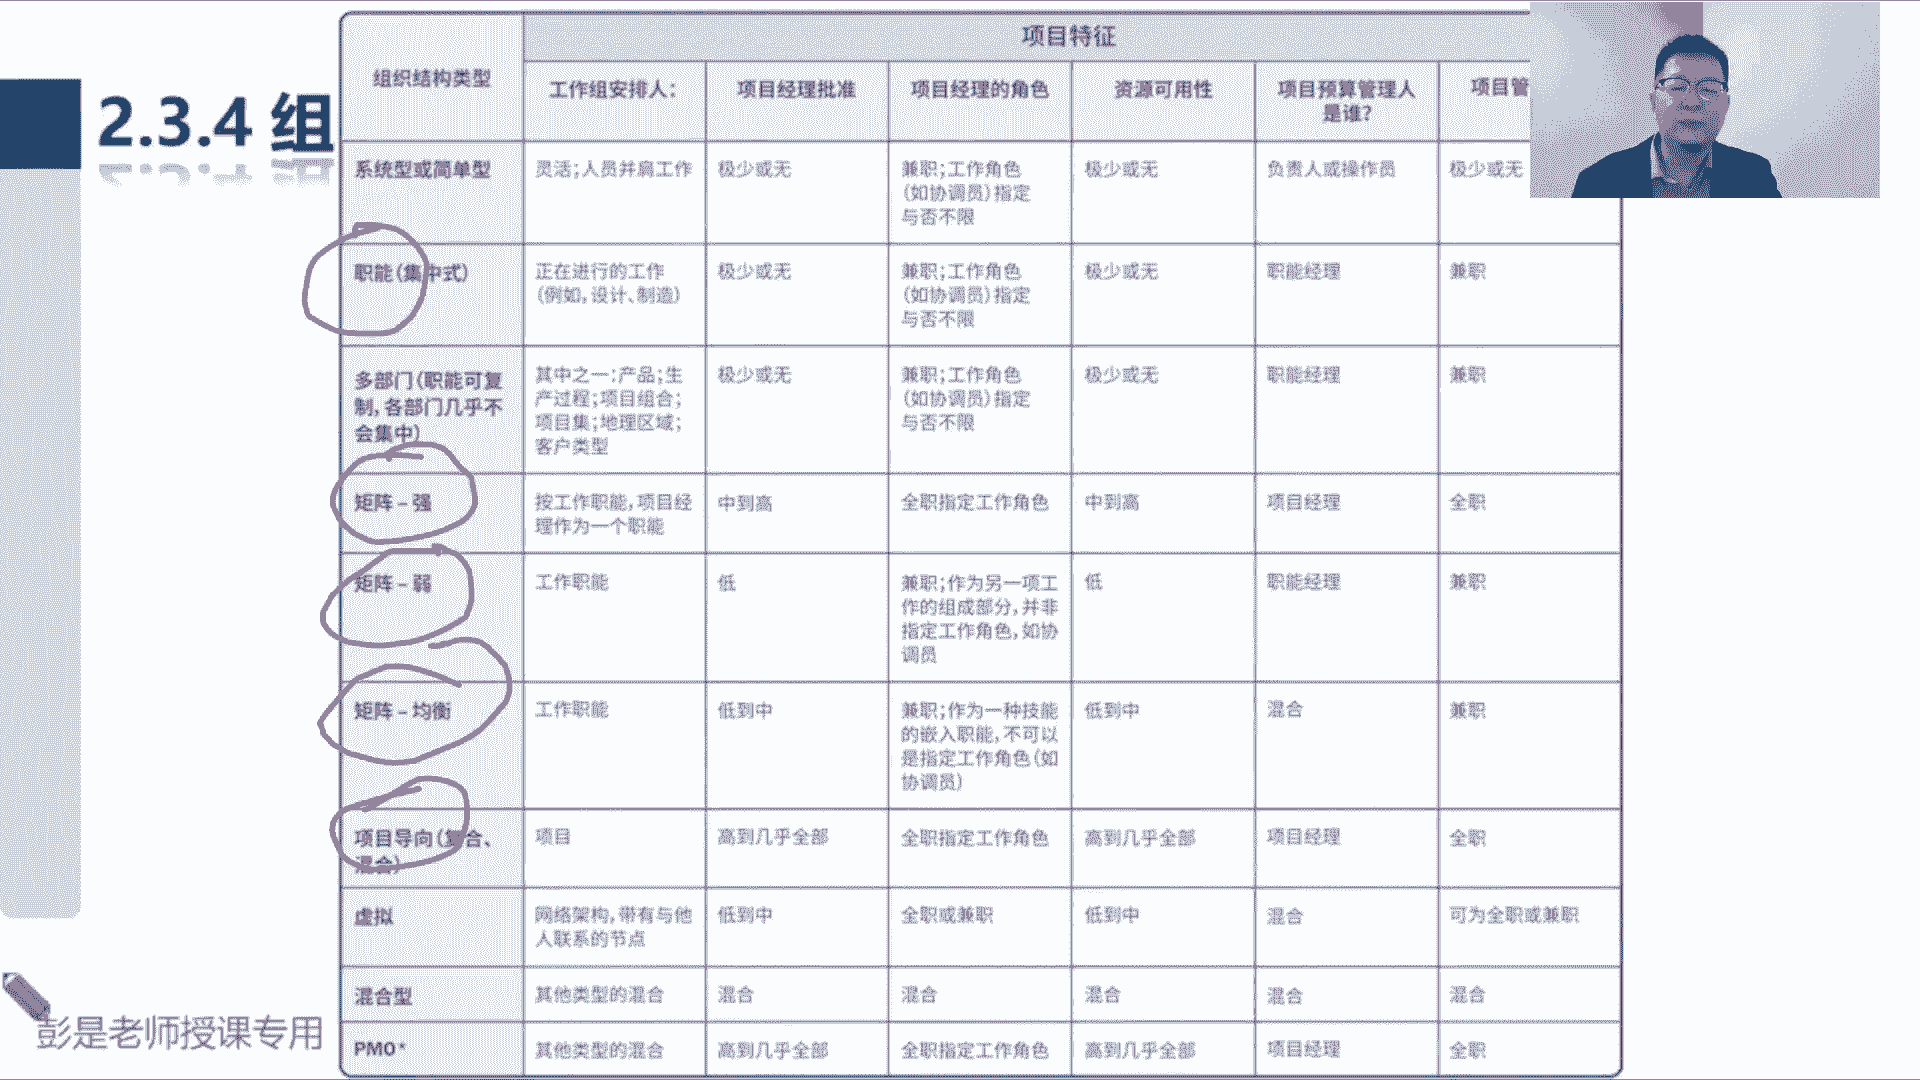 2.3.4 组
组织结构类型
项目特征
工作组安排人：
项目经理批准
项目经理的角色
资源可用性
项目预算管理人
是谁？
项目管
系统型或简单型
灵活；人员并肩工作
极少或无
兼职；工作角色
（如协调员）指定
与否不限
极少或无
负责人或操作员
极少或无
职能（集中式）
正在进行的工作
（例如，设计、制造）
极少或无
兼职；工作角色
（如协调员）指定
与否不限
极少或无
职能经理
兼职
多部门（职能可复
制，各部门几乎不
会集中）
其中之一：产品；生
产过程；项目组合；
项目集；地理区域；
客户类型
极少或无
兼职；工作角色
（如协调员）指定
与否不限
极少或无
职能经理
兼职
矩阵 – 强
按工作职能，项目经
理作为一个职能
中到高
全职指定工作角色
中到高
项目经理
全职
矩阵 – 弱
工作职能
低
兼职；作为另一项工
作的组成部分，并非
指定工作角色，如协
调员
低
职能经理
兼职
矩阵 – 均衡
工作职能
低到中
兼职；作为一种技能
的嵌入职能，不可以
是指定工作角色（如
协调员）
低到中
混合
兼职
项目导向（复合、
混合）
项目
高到几乎全部
全职指定工作角色
高到几乎全部
项目经理
全职
虚拟
网络架构，带有与他
人联系的节点
低到中
全职或兼职
低到中
混合
可为全职或兼职
混合型
其他类型的混合
混合
混合
混合
混合
混合
PMO*
其他类型的混合
高到几乎全部
全职指定工作角色
高到几乎全部
项目经理
全职
彭是老师授课专用